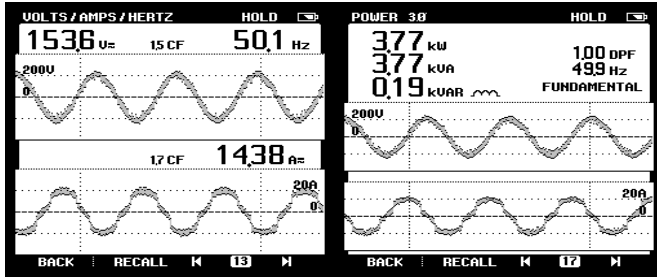 VOLTS/AMPS/HERTZ HOLD
153,6 V≂ 1,5 CF 50,1 Hz
200V
0
1,7 CF 14,38 A≂
20A
0
BACK RECALL 13
POWER 3.0 HOLD
3,77 kW
3,77 kVA
0,19 kVAR
1,00 DPF
49,9 Hz
FUNDAMENTAL
200V
0
20A
0
BACK RECALL 17